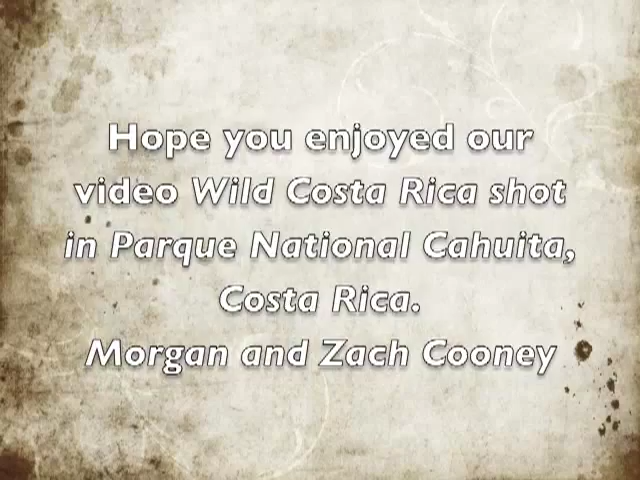 Hope you enjoyed our
video Wild Costa Rica shot
in Parque National Cahuita,
Costa Rica.
Morgan and Zach Cooney